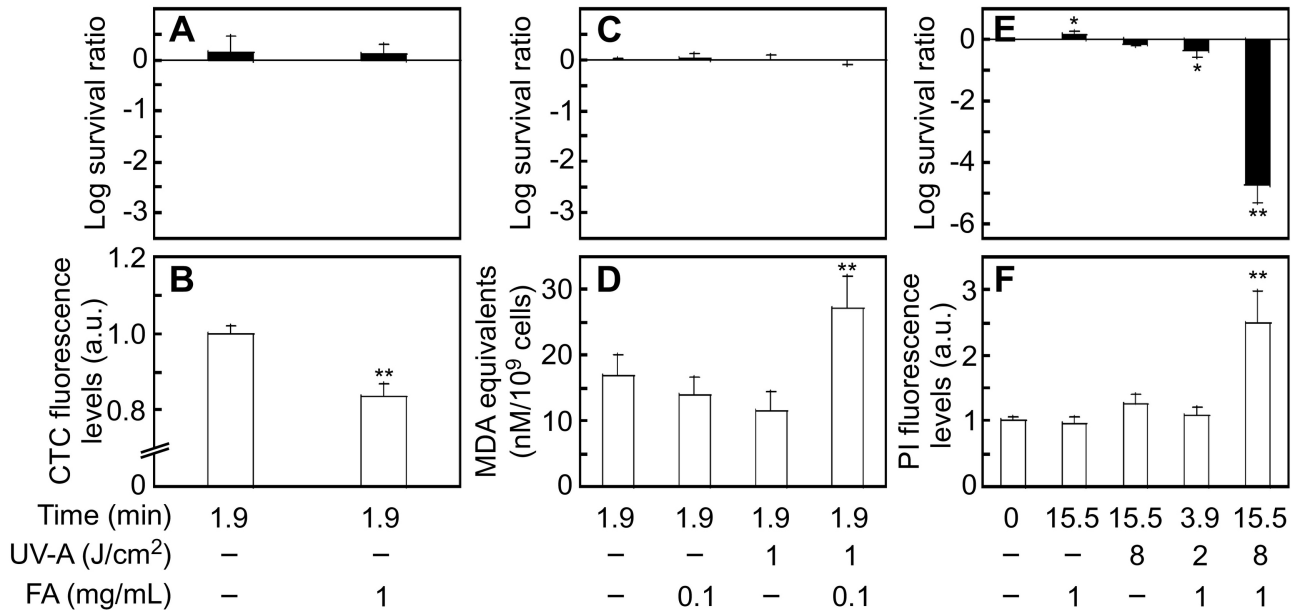 A
Log survival ratio
0
-1
-2
-3
B
CTC fluorescence
levels (a.u.)
1.2
1.0
0.8
0
**
C
Log survival ratio
0
-1
-2
-3
D
MDA equivalents
(nM/10⁹ cells)
30
20
10
0
**
E
Log survival ratio
0
-2
-4
-6
*
*
**
F
PI fluorescence
levels (a.u.)
3
2
1
0
**
Time (min) 1.9 1.9 1.9 1.9 1.9 1.9 0 15.5 15.5 3.9 15.5
UV-A (J/cm²) – – – – 1 1 – – 8 2 8
FA (mg/mL) – 1 – 0.1 – 0.1 – 1 – 1 1